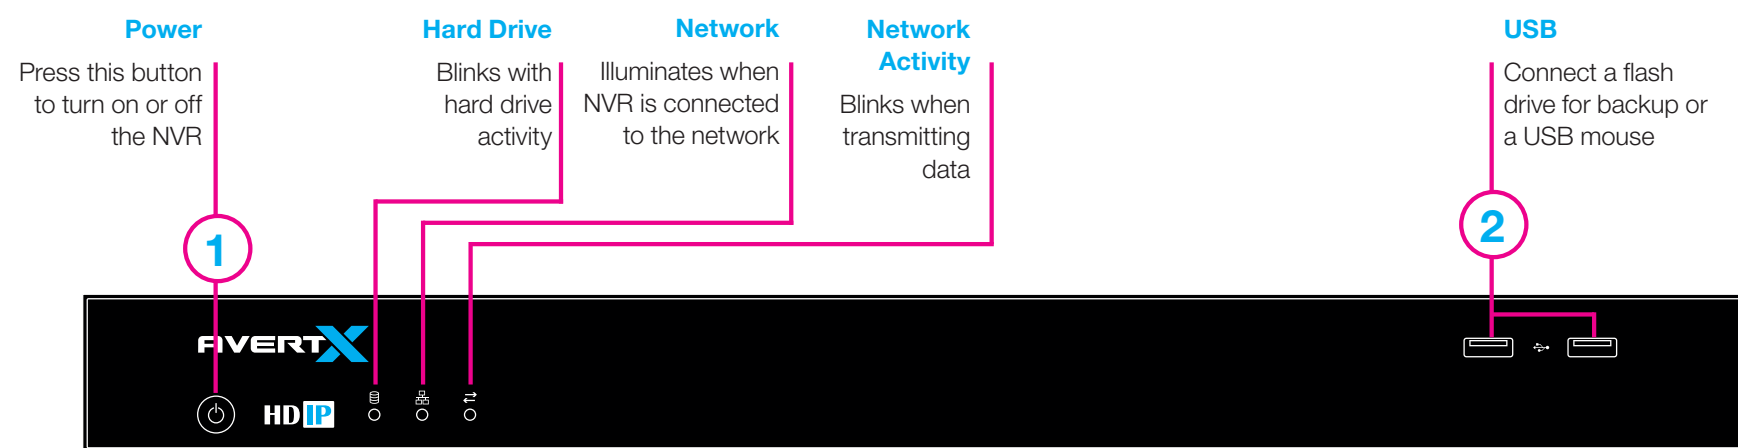 Power
Press this button
to turn on or off
the NVR
Hard Drive
Blinks with
hard drive
activity
Network
Illuminates when
NVR is connected
to the network
Network
Activity
Blinks when
transmitting
data
USB
Connect a flash
drive for backup or
a USB mouse
1
2
AVERTX
HD IP